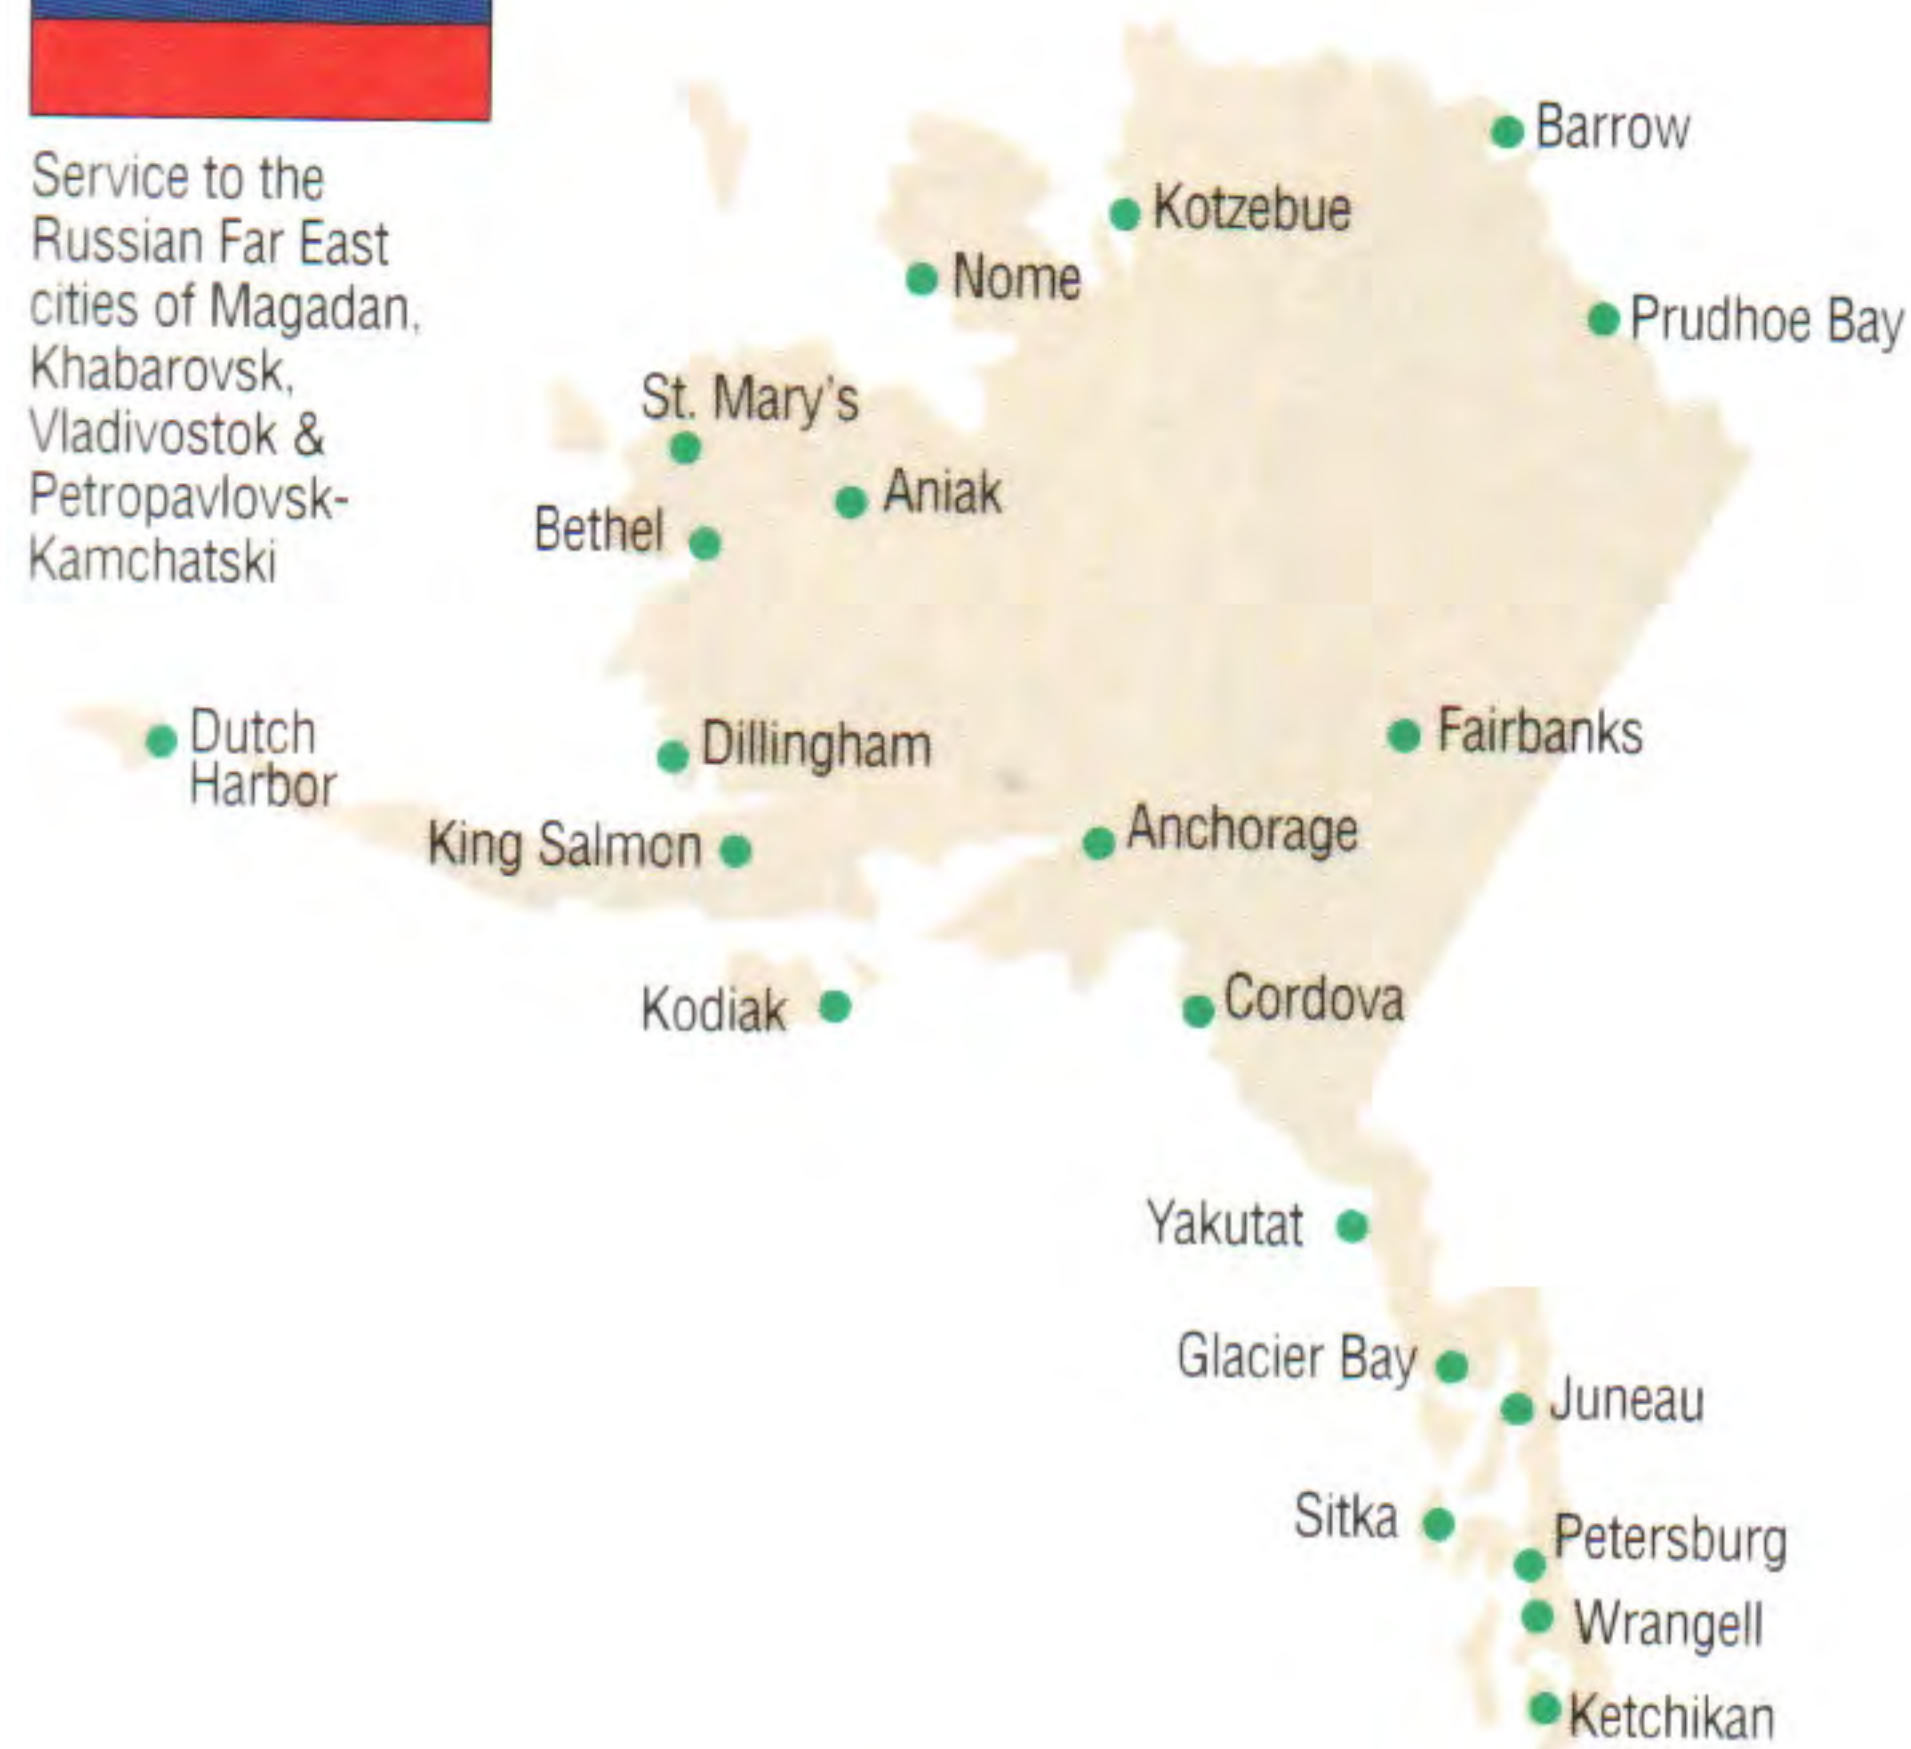 Service to the
Russian Far East
cities of Magadan,
Khabarovsk,
Vladivostok &
Petropavlovsk-
Kamchatski
Barrow
Kotzebue
Nome
Prudhoe Bay
St. Mary's
Aniak
Bethel
Dutch
Harbor
Dillingham
Fairbanks
King Salmon
Anchorage
Kodiak
Cordova
Yakutat
Glacier Bay
Juneau
Sitka
Petersburg
Wrangell
Ketchikan